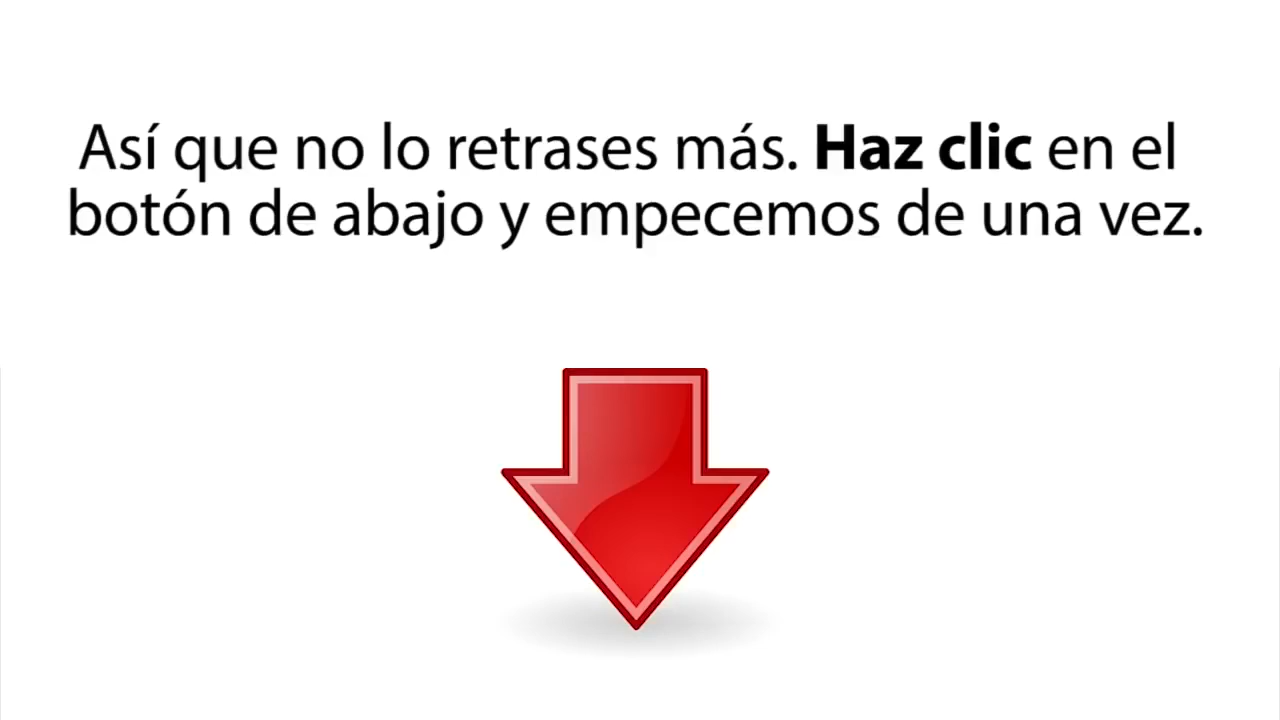 Así que no lo retrases más. Haz clic en el
botón de abajo y empecemos de una vez.